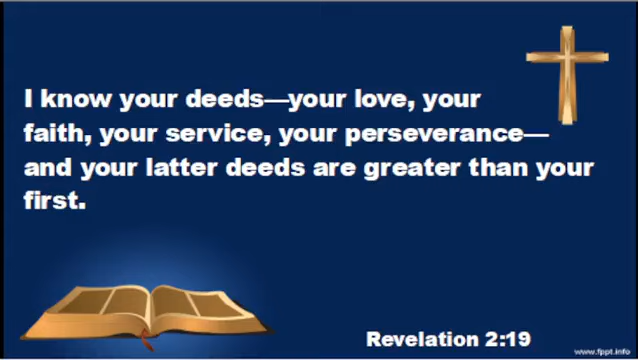 I know your deeds—your love, your
faith, your service, your perseverance—
and your latter deeds are greater than your
first.
Revelation 2:19
www.fppt.info